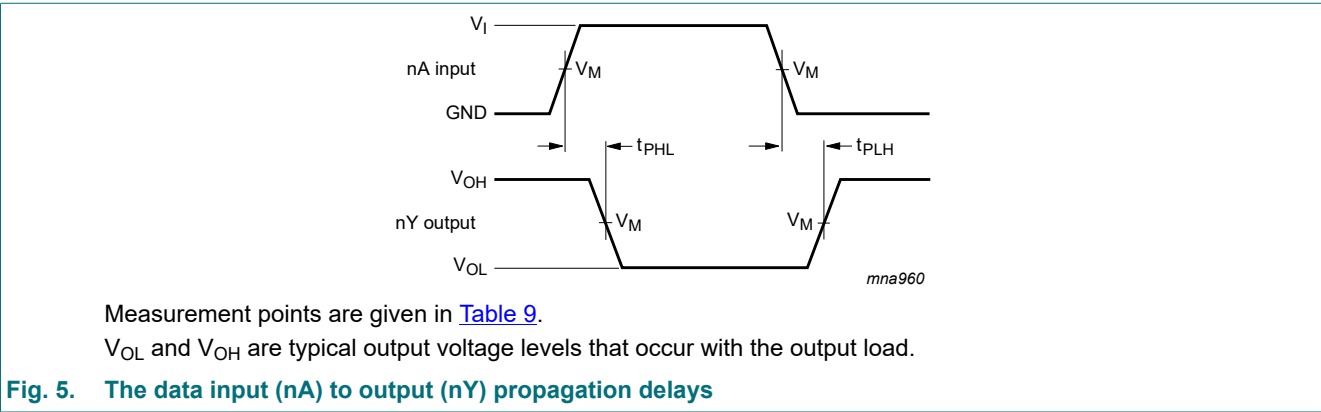 V_I
nA input
V_M
V_M
GND
t_PHL
t_PLH
V_OH
nY output
V_M
V_M
V_OL
mna960
Measurement points are given in Table 9.
V_OL and V_OH are typical output voltage levels that occur with the output load.
Fig. 5. The data input (nA) to output (nY) propagation delays